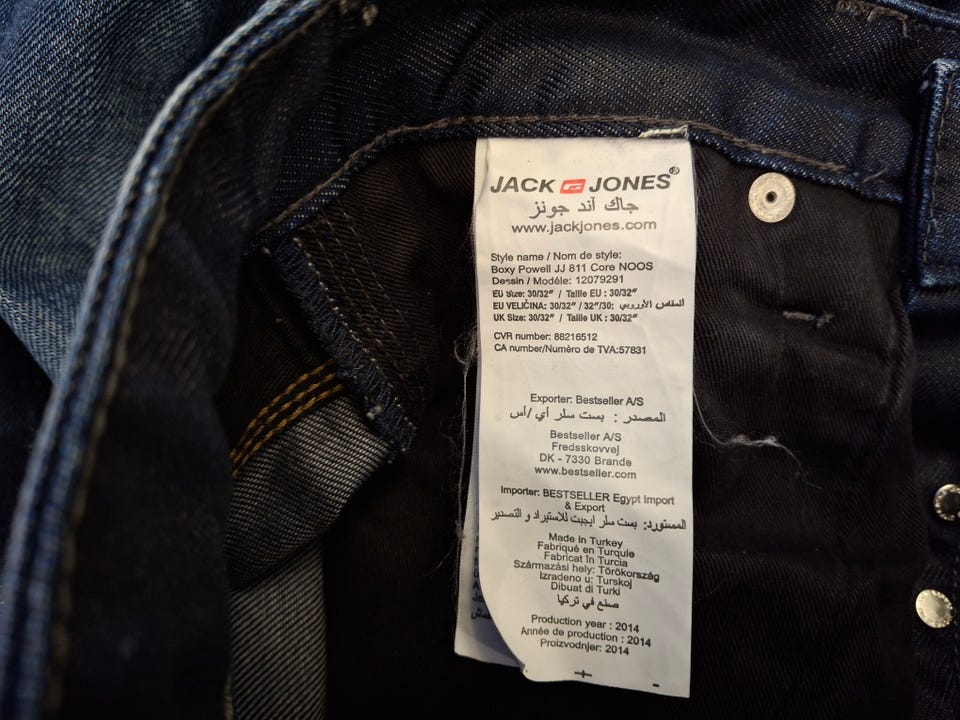 JACK JONES®
جاك آند جونز
www.jackjones.com
Style name / Nom de style:
Boxy Powell JJ 811 Core NOOS
Dessin / Modéle: 12079291
EU Size: 30/32" / Taille EU : 30/32"
EU VELIČINA: 30/32 / 32"/30: المقاس الأوروبي
UK Size: 30/32" / Taille UK : 30/32"
CVR number: 88216512
CA number/Numèro de TVA:57831
Exporter: Bestseller A/S
المصدر : بست سلر أي/أس
Bestseller A/S
Fredsskovvej
DK - 7330 Brande
www.bestseller.com
Importer: BESTSELLER Egypt Import
& Export
المستورد: بست سلر ايجبت للاستيراد و التصدير
Made in Turkey
Fabriqué en Turquie
Fabricat în Turcia
Származási hely: Törökország
Izradeno u: Turskoj
Dibuat di Turki
صنع في تركيا
Production year : 2014
Année de production : 2014
Proizvodnjer: 2014